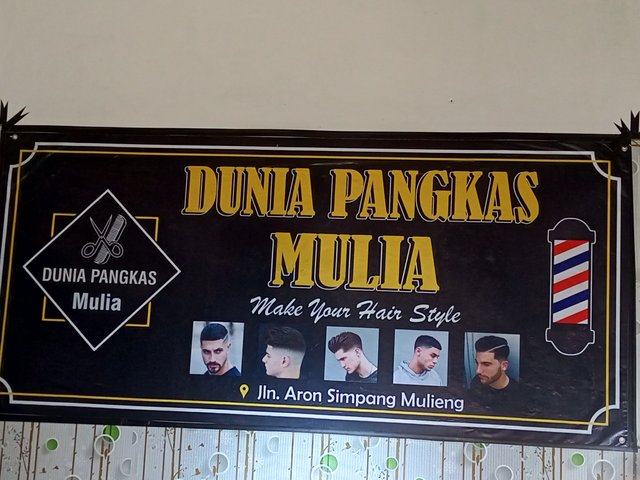 DUNIA PANGKAS
MULIA
Make Your Hair Style
DUNIA PANGKAS
Mulia
Jln. Aron Simpang Mulieng